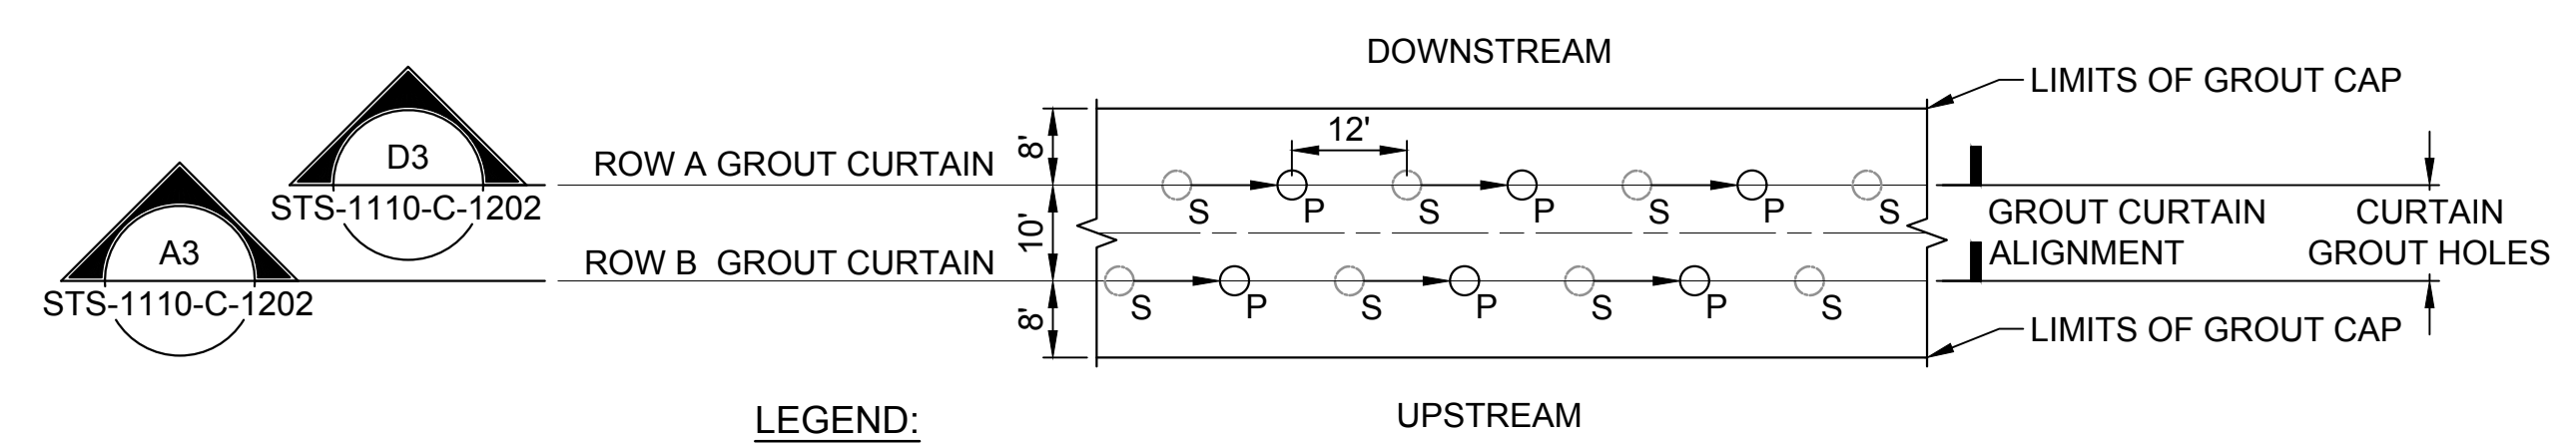 DOWNSTREAM
LIMITS OF GROUT CAP
12'
8'
D3
ROW A GROUT CURTAIN
STS-1110-C-1202
S P S P S P S
GROUT CURTAIN
ALIGNMENT
CURTAIN
GROUT HOLES
10'
A3
ROW B GROUT CURTAIN
STS-1110-C-1202
S P S P S P S
8'
LIMITS OF GROUT CAP
LEGEND:
UPSTREAM